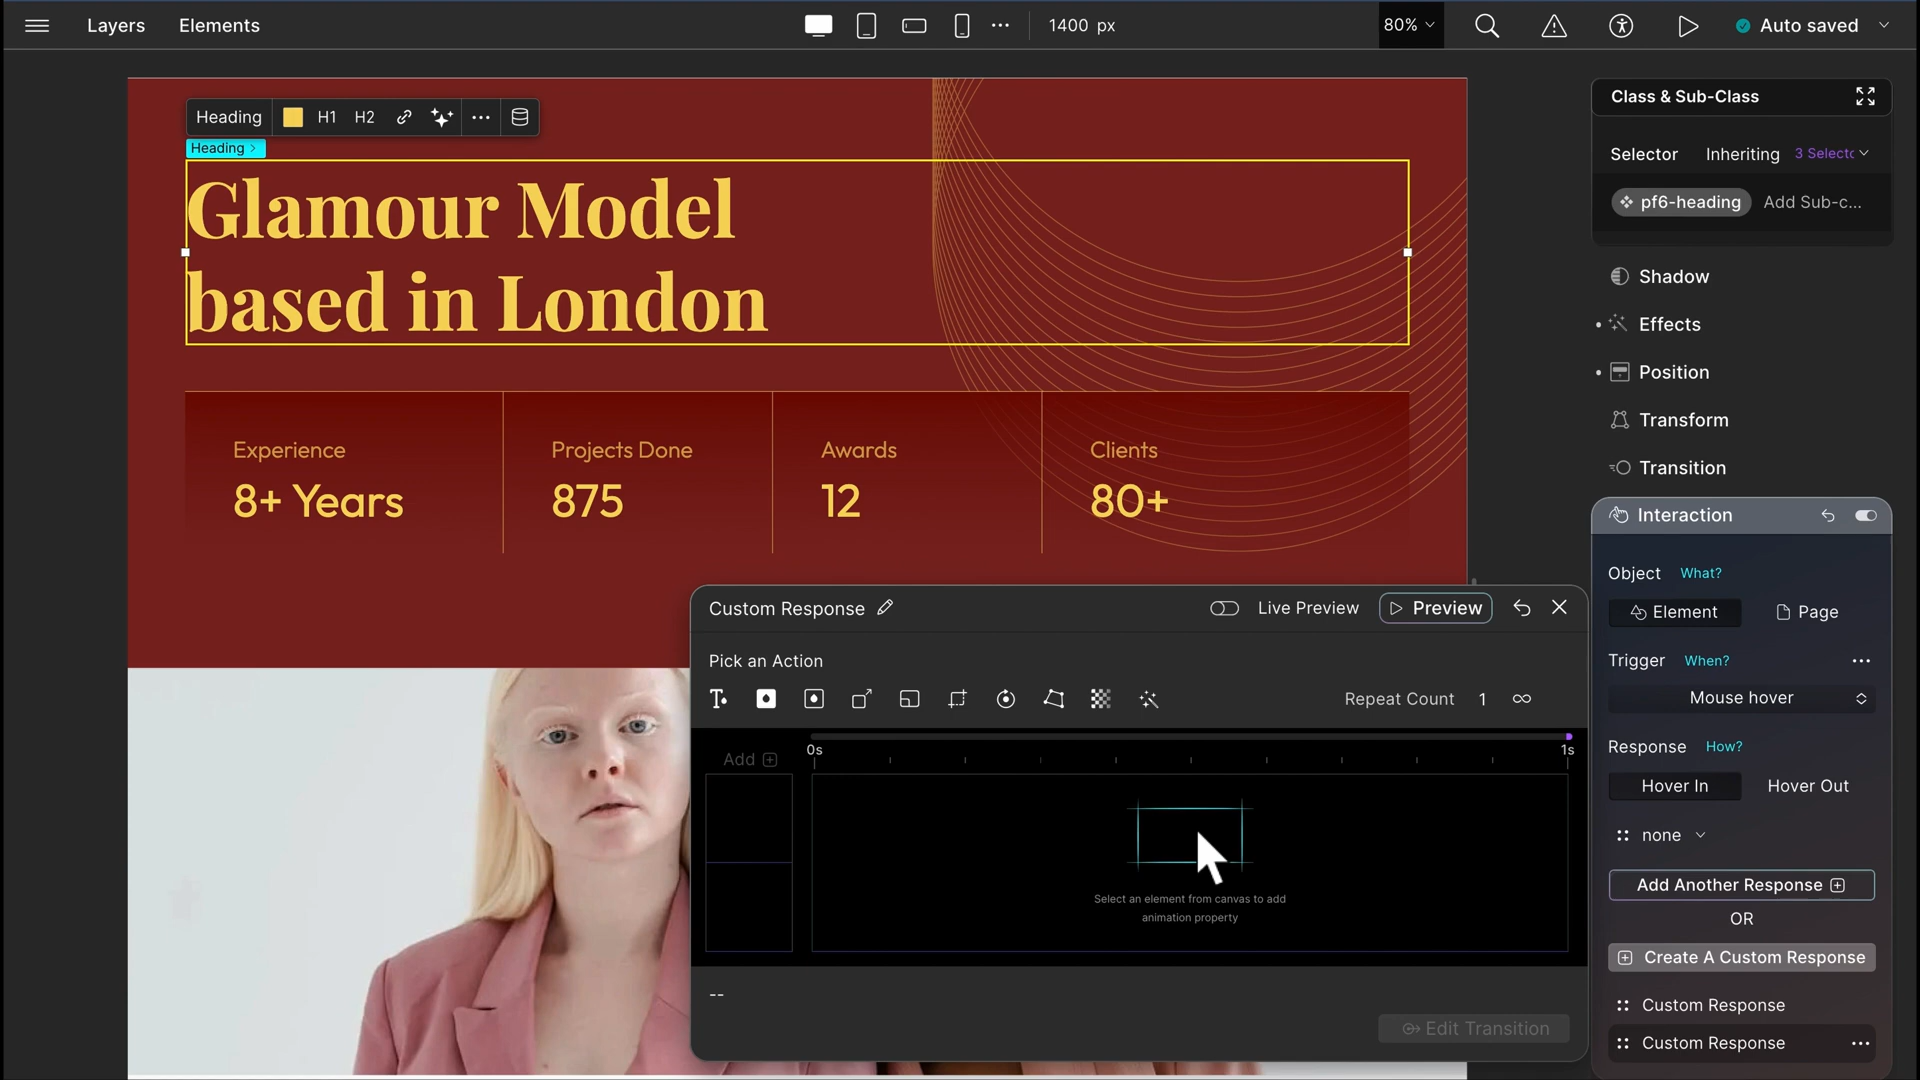 Layers
Elements
1400 px
80%
Auto saved
Heading
H1
H2
Heading
Glamour Model
based in London
Experience
8+ Years
Projects Done
875
Awards
12
Clients
80+
Custom Response
Live Preview
Preview
Pick an Action
Repeat Count 1
Add
0s
1s
Select an element from canvas to add
animation property
--
Edit Transition
Class & Sub-Class
Selector
Inheriting
3 Selectc
pf6-heading
Add Sub-c...
Shadow
Effects
Position
Transform
Transition
Interaction
Object What?
Element
Page
Trigger When?
Mouse hover
Response How?
Hover In
Hover Out
none
Add Another Response
OR
Create A Custom Response
Custom Response
Custom Response